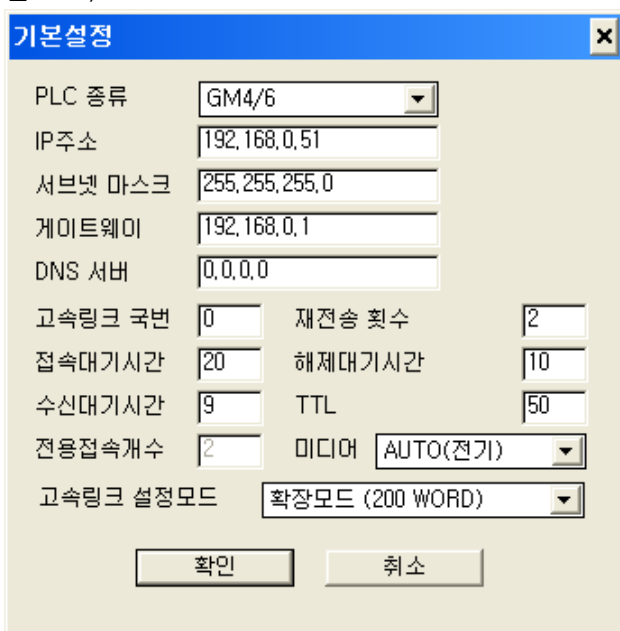 기본설정
PLC 종류 GM4/6
IP주소 192,168,0,51
서브넷 마스크 255,255,255,0
게이트웨이 192,168,0,1
DNS 서버 0,0,0,0
고속링크 국번 0 재전송 횟수 2
접속대기시간 20 해제대기시간 10
수신대기시간 9 TTL 50
전용접속개수 2 미디어 AUTO(전기)
고속링크 설정모드 확장모드 (200 WORD)
확인 취소